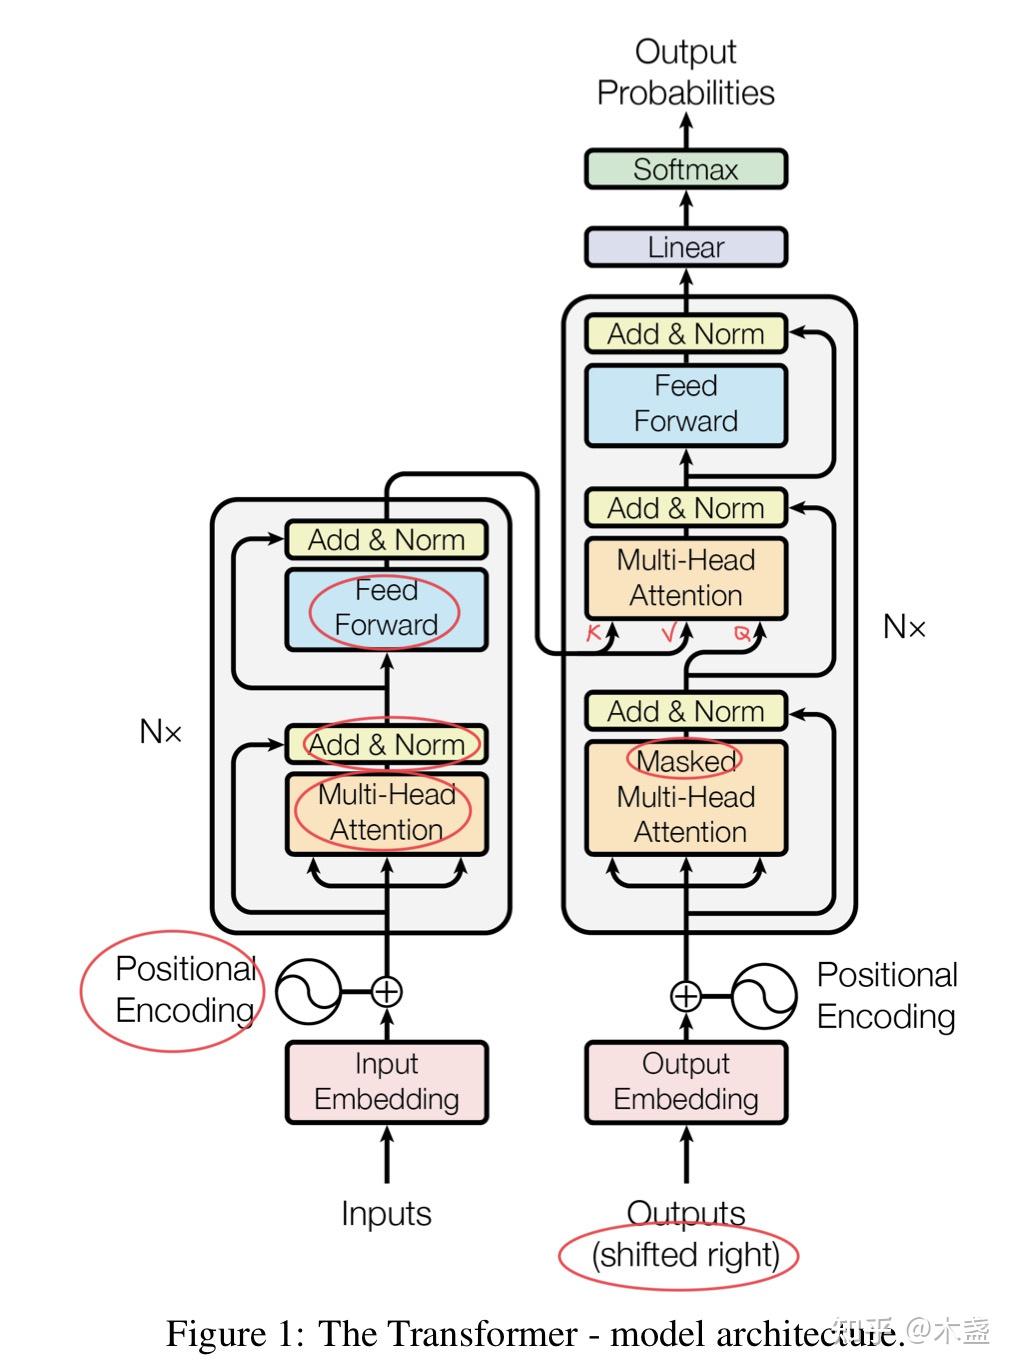 Output
Probabilities
Softmax
Linear
Add & Norm
Feed
Forward
Add & Norm
Multi-Head
Attention
K V Q
Nx
Add & Norm
Masked
Multi-Head
Attention
Add & Norm
Feed
Forward
Nx
Add & Norm
Multi-Head
Attention
Positional
Encoding
Positional
Encoding
Input
Embedding
Output
Embedding
Inputs
Outputs
(shifted right)
Figure 1: The Transformer - model architecture.
知乎 @木盏